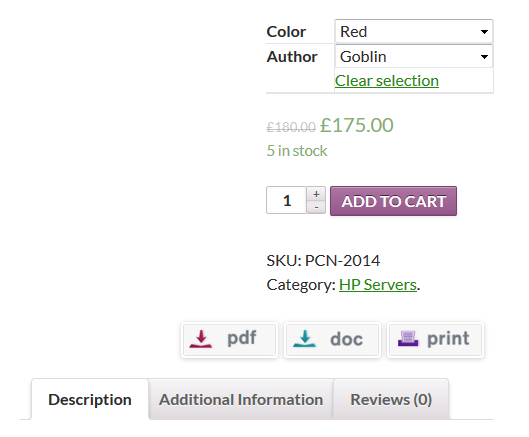 Color Red
Author Goblin
Clear selection
£180.00 £175.00
5 in stock
1 + -
ADD TO CART
SKU: PCN-2014
Category: HP Servers.
pdf doc print
Description Additional Information Reviews (0)